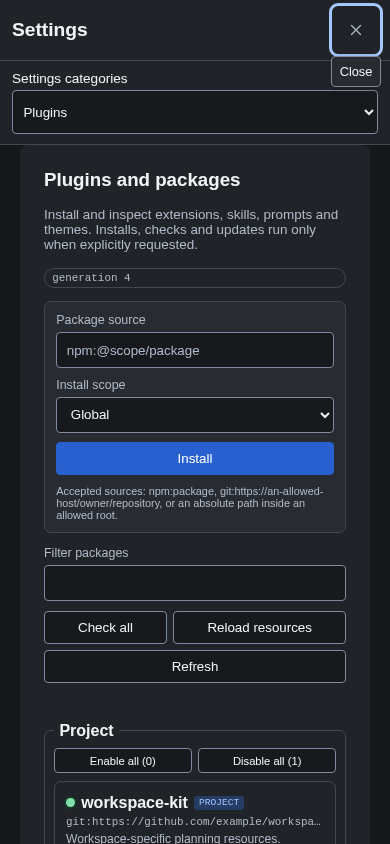 Settings
Close
Settings categories
Plugins
Plugins and packages
Install and inspect extensions, skills, prompts and
themes. Installs, checks and updates run only
when explicitly requested.
generation 4
Package source
npm:@scope/package
Install scope
Global
Install
Accepted sources: npm:package, git:https://an-allowed-
host/owner/repository, or an absolute path inside an
allowed root.
Filter packages
Check all
Reload resources
Refresh
Project
Enable all (0)
Disable all (1)
workspace-kit PROJECT
git:https://github.com/example/workspa…
Workspace-specific planning resources.